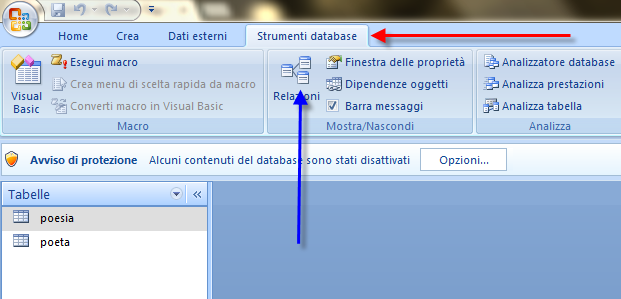 Home Crea Dati esterni Strumenti database
Visual Basic
Esegui macro
Crea menu di scelta rapida da macro
Converti macro in Visual Basic
Macro
Relazioni
Finestra delle proprietà
Dipendenze oggetti
Barra messaggi
Mostra/Nascondi
Analizzatore database
Analizza prestazioni
Analizza tabella
Analizza
Avviso di protezione Alcuni contenuti del database sono stati disattivati Opzioni...
Tabelle
poesia
poeta